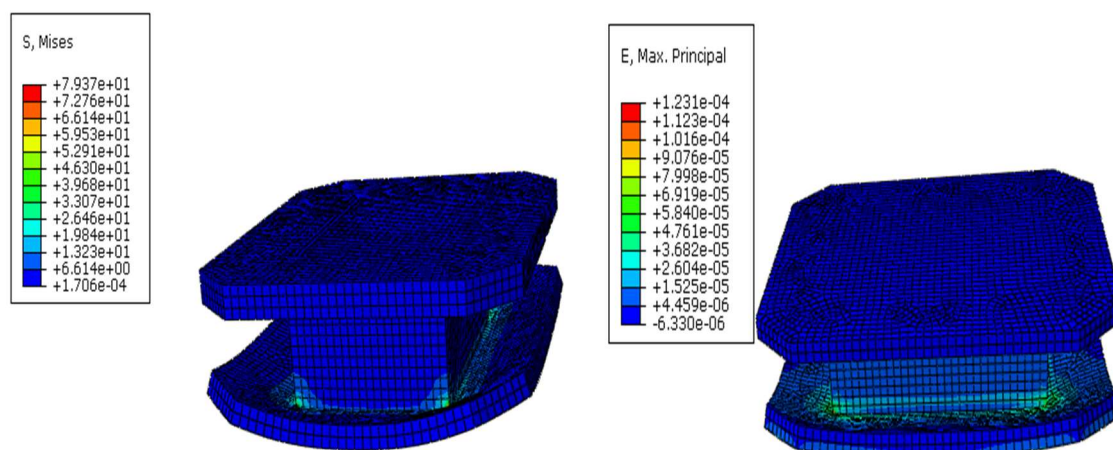 S, Mises
+7.937e+01
+7.276e+01
+6.614e+01
+5.953e+01
+5.291e+01
+4.630e+01
+3.968e+01
+3.307e+01
+2.646e+01
+1.984e+01
+1.323e+01
+6.614e+00
+1.706e-04
E, Max. Principal
+1.231e-04
+1.123e-04
+1.016e-04
+9.076e-05
+7.998e-05
+6.919e-05
+5.840e-05
+4.761e-05
+3.682e-05
+2.604e-05
+1.525e-05
+4.459e-06
-6.330e-06